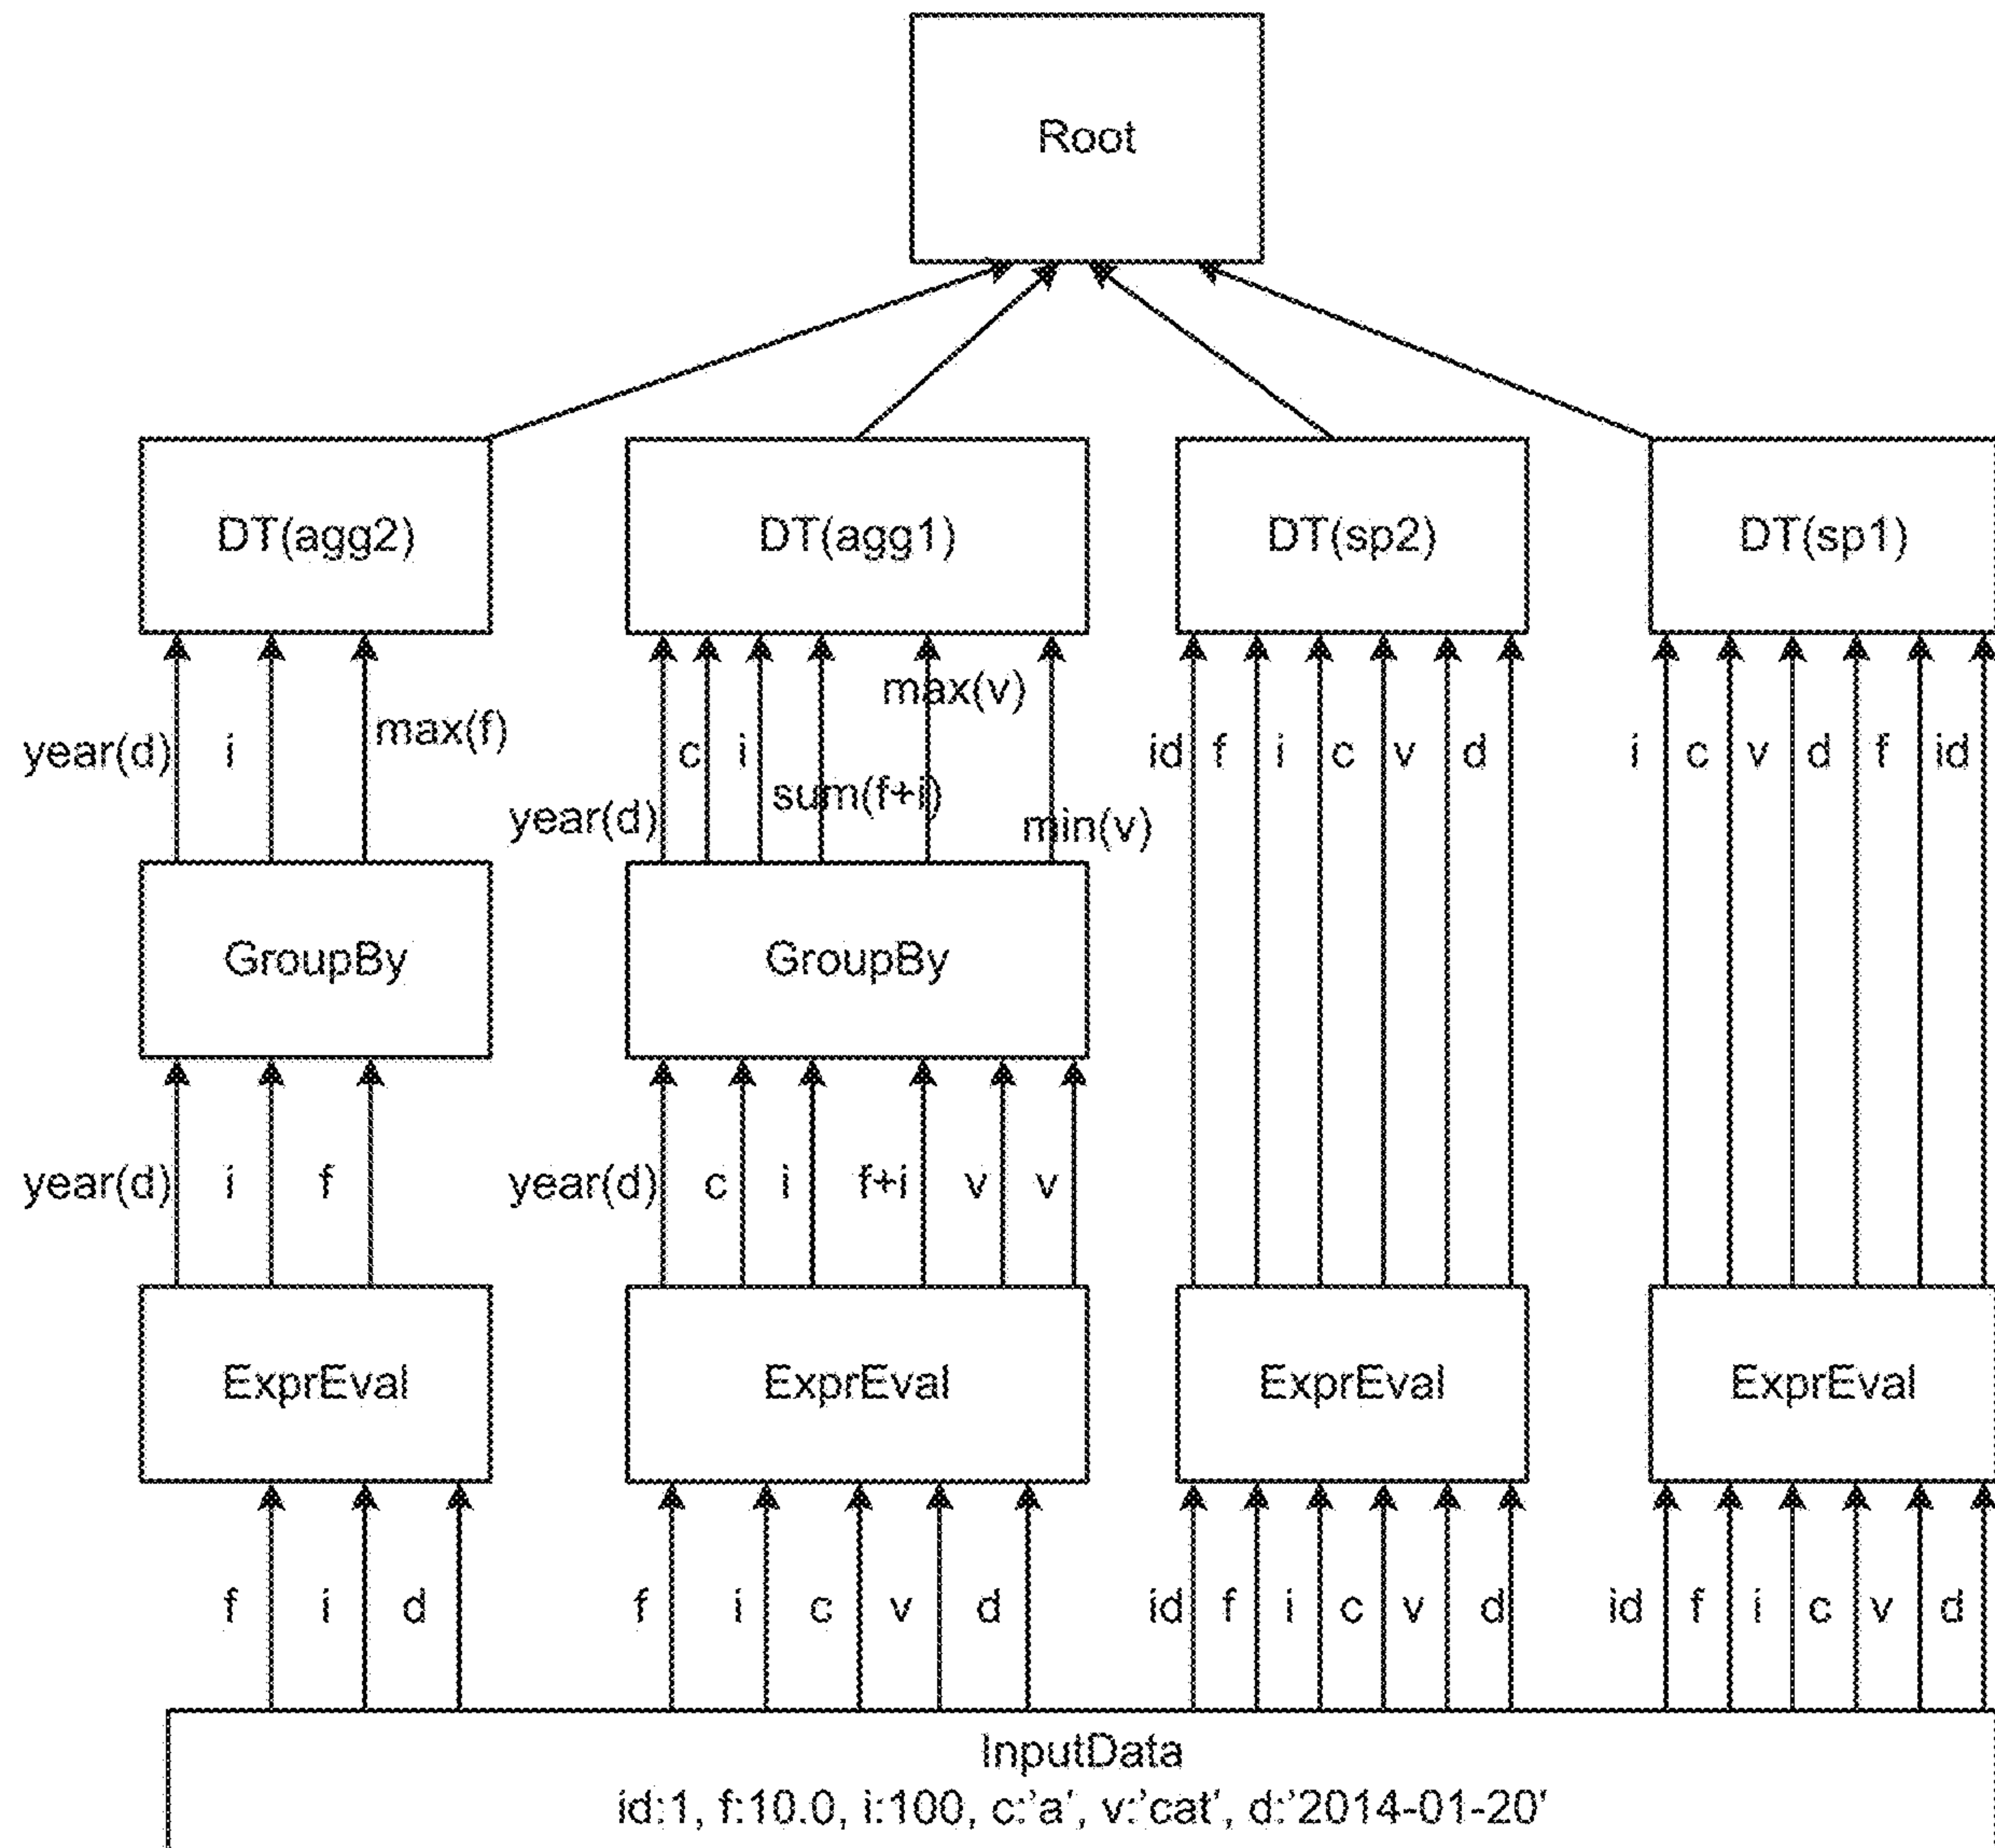 Root
DT(agg2) DT(agg1) DT(sp2) DT(sp1)
max(v)
year(d) i max(f) c i id f i c v d i c v d f id
year(d) sum(f+i) min(v)
GroupBy GroupBy
year(d) i f year(d) c i f+i v v
ExprEval ExprEval ExprEval ExprEval
f i d f i c v d id f i c v d id f i c v d
InputData
id:1, f:10.0, i:100, c:'a', v:'cat', d:'2014-01-20'